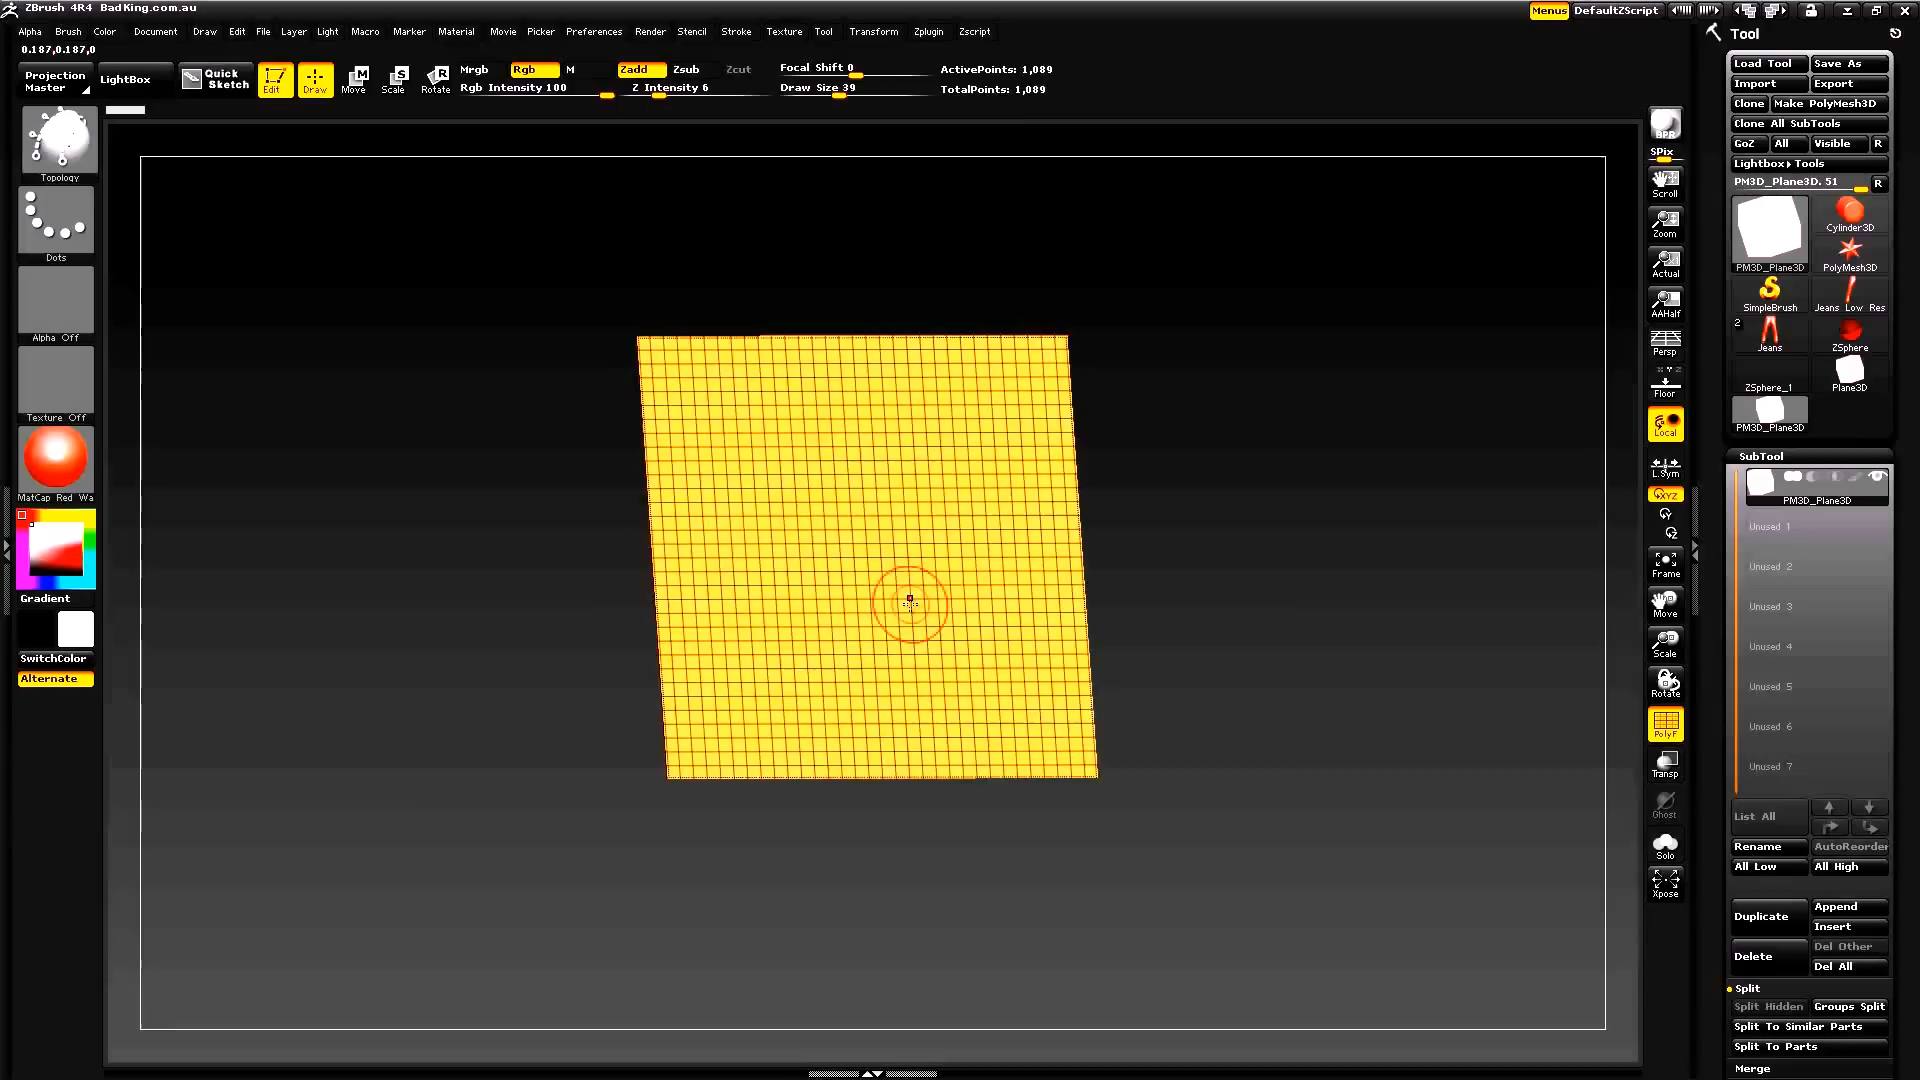 ZBrush 4R4 BadKing.com.au
Menus DefaultZScript
Alpha Brush Color Document Draw Edit File Layer Light Macro Marker Material Movie Picker Preferences Render Stencil Stroke Texture Tool Transform Zplugin Zscript
0.187,0.187,0
Projection Master
LightBox
Quick Sketch
Edit
Draw
Move
Scale
Rotate
Mrgb Rgb M
Rgb Intensity 100
Zadd Zsub Zcut
Z Intensity 6
Focal Shift 0
Draw Size 39
ActivePoints: 1,089
TotalPoints: 1,089
Topology
Dots
Alpha Off
Texture Off
MatCap Red Wa
Gradient
SwitchColor
Alternate
BPR
SPix
Scroll
Zoom
Actual
AAHalf
Persp
Floor
Local
L.Sym
XYZ
Y
Z
Frame
Move
Scale
Rotate
PolyF
Transp
Ghost
Solo
Xpose
Tool
Load Tool Save As
Import Export
Clone Make PolyMesh3D
Clone All SubTools
GoZ All Visible R
Lightbox▸Tools
PM3D_Plane3D. 51 R
PM3D_Plane3D
Cylinder3D
PolyMesh3D
SimpleBrush
Jeans Low Res
2
Jeans
ZSphere
ZSphere_1
Plane3D
PM3D_Plane3D
SubTool
PM3D_Plane3D
Unused 1
Unused 2
Unused 3
Unused 4
Unused 5
Unused 6
Unused 7
List All
Rename AutoReorder
All Low All High
Duplicate
Append
Insert
Delete
Del Other
Del All
Split
Split Hidden Groups Split
Split To Similar Parts
Split To Parts
Merge